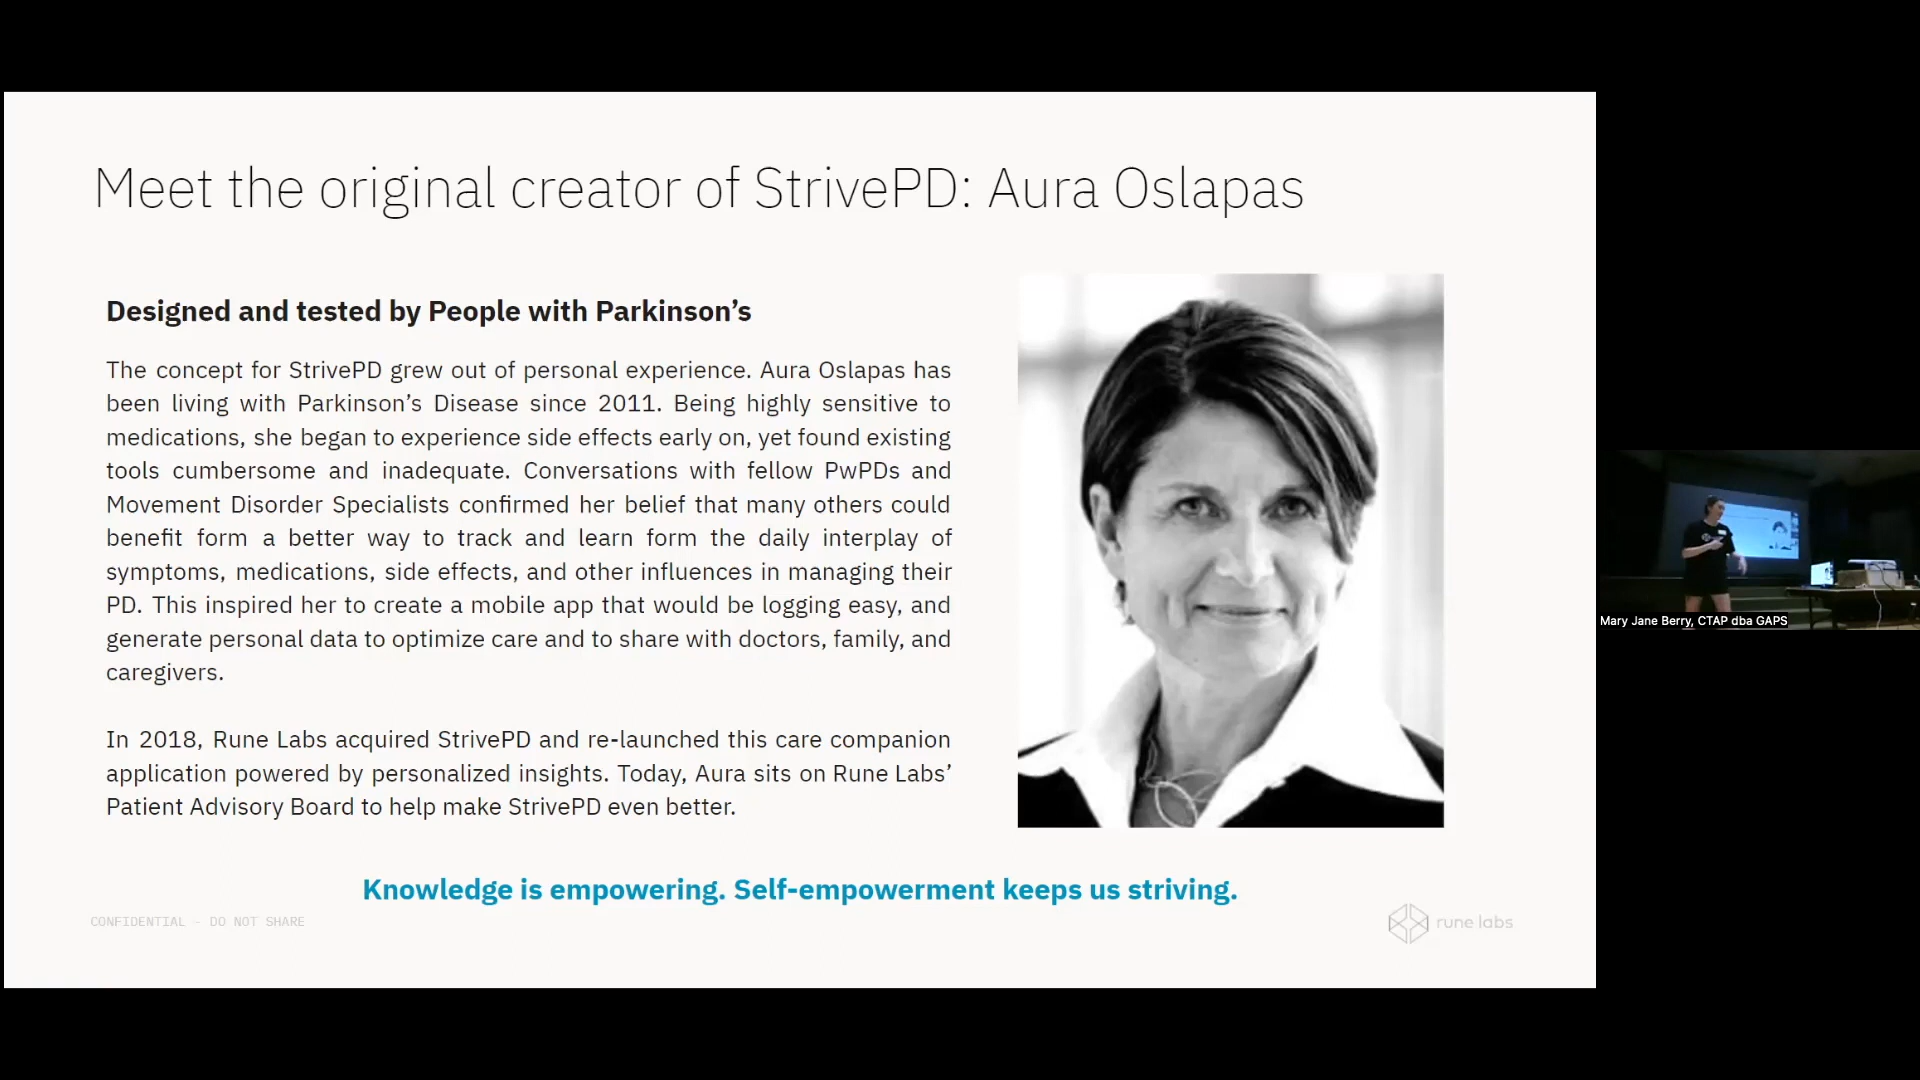 Meet the original creator of StrivePD: Aura Oslapas
Designed and tested by People with Parkinson’s
The concept for StrivePD grew out of personal experience. Aura Oslapas has
been living with Parkinson’s Disease since 2011. Being highly sensitive to
medications, she began to experience side effects early on, yet found existing
tools cumbersome and inadequate. Conversations with fellow PwPDs and
Movement Disorder Specialists confirmed her belief that many others could
benefit form a better way to track and learn form the daily interplay of
symptoms, medications, side effects, and other influences in managing their
PD. This inspired her to create a mobile app that would be logging easy, and
generate personal data to optimize care and to share with doctors, family, and
caregivers.
In 2018, Rune Labs acquired StrivePD and re-launched this care companion
application powered by personalized insights. Today, Aura sits on Rune Labs’
Patient Advisory Board to help make StrivePD even better.
Knowledge is empowering. Self-empowerment keeps us striving.
CONFIDENTIAL - DO NOT SHARE
rune labs
Mary Jane Berry, CTAP dba GAPS